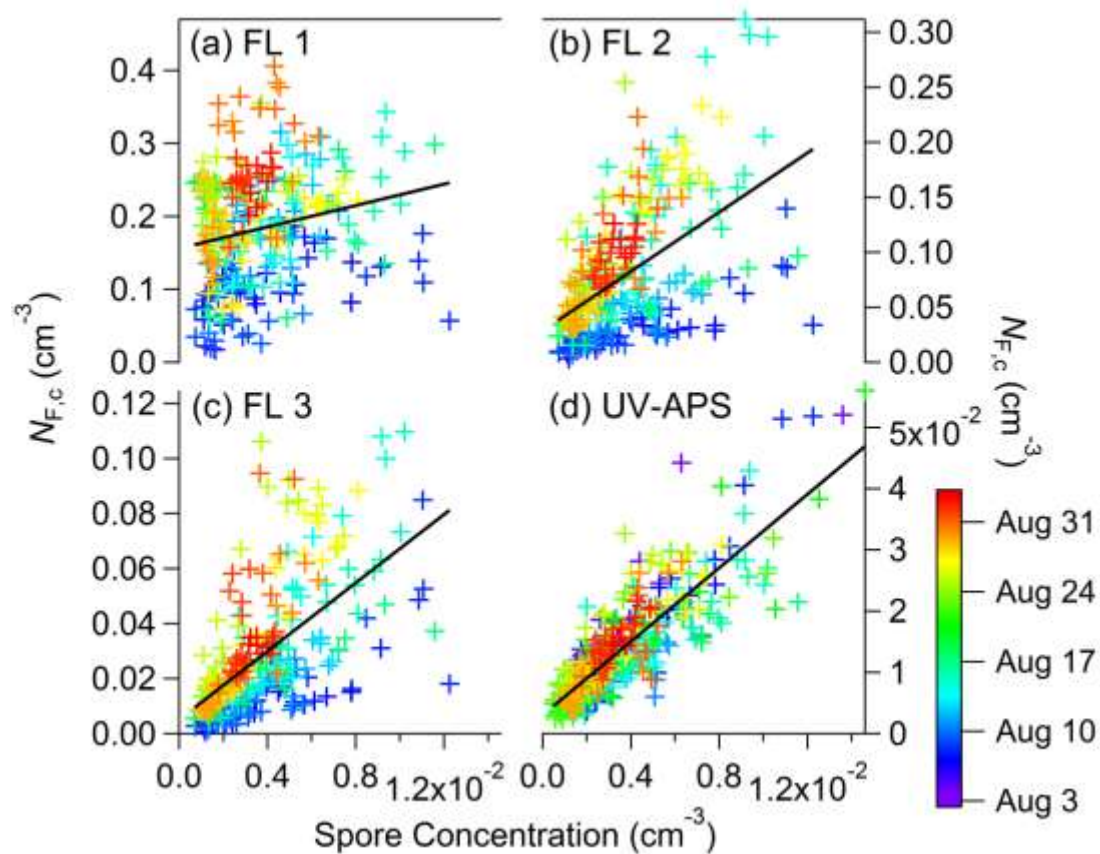 (a) FL 1
(b) FL 2
0.4
0.3
0.2
0.1
0.0
0.30
0.25
0.20
0.15
0.10
0.05
0.00
N_F,c (cm^-3)
N_F,c (cm^-3)
(c) FL 3
(d) UV-APS
0.12
0.10
0.08
0.06
0.04
0.02
0.00
5x10^-2
4
3
2
1
0
0.0
0.4
0.8
1.2x10^-2
0.0
0.4
0.8
1.2x10^-2
Spore Concentration (cm^-3)
Aug 31
Aug 24
Aug 17
Aug 10
Aug 3